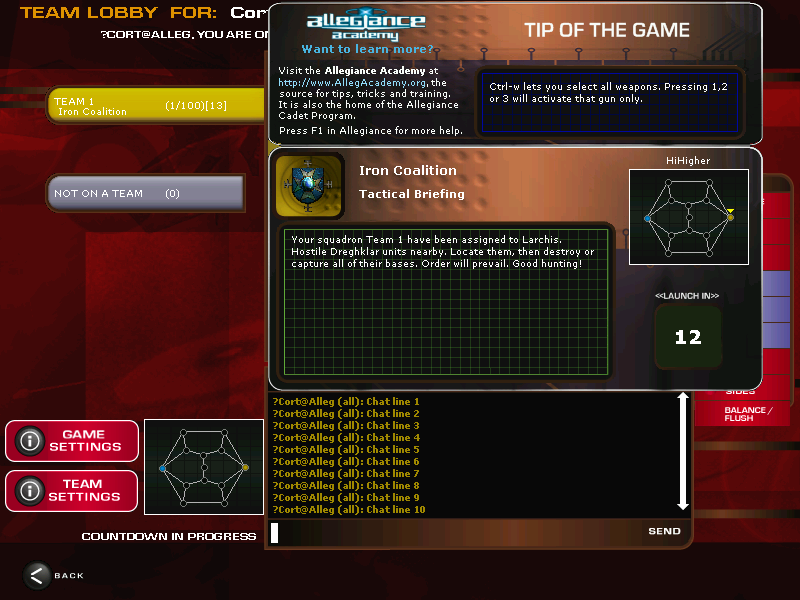 TEAM LOBBY FOR: Cor
?CORT@ALLEG, YOU ARE ON
allegiance
academy
Want to learn more?
Visit the Allegiance Academy at
http://www.AllegAcademy.org, the
source for tips, tricks and training.
It is also the home of the Allegiance
Cadet Program.
Press F1 in Allegiance for more help.
TIP OF THE GAME
Ctrl-w lets you select all weapons. Pressing 1,2
or 3 will activate that gun only.
TEAM 1
Iron Coalition
(1/100)[13]
NOT ON A TEAM (0)
Iron Coalition
Tactical Briefing
HiHigher
Your squadron Team 1 have been assigned to Larchis.
Hostile Dreghklar units nearby. Locate them, then destroy or
capture all of their bases. Order will prevail. Good hunting!
<<LAUNCH IN>>
12
SIDES
BALANCE/
FLUSH
?Cort@Alleg (all): Chat line 1
?Cort@Alleg (all): Chat line 2
?Cort@Alleg (all): Chat line 3
?Cort@Alleg (all): Chat line 4
?Cort@Alleg (all): Chat line 5
?Cort@Alleg (all): Chat line 6
?Cort@Alleg (all): Chat line 7
?Cort@Alleg (all): Chat line 8
?Cort@Alleg (all): Chat line 9
?Cort@Alleg (all): Chat line 10
SEND
GAME
SETTINGS
TEAM
SETTINGS
COUNTDOWN IN PROGRESS
BACK